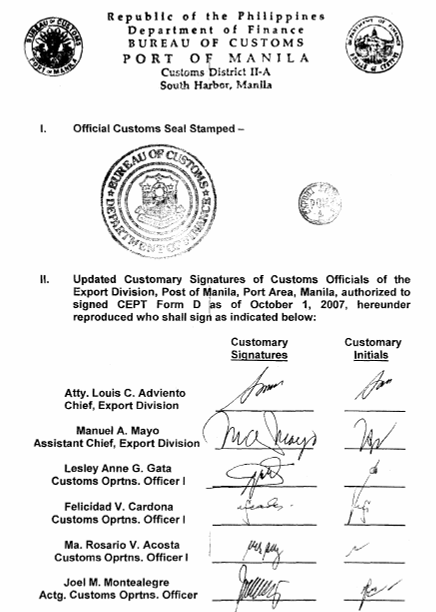 Republic of the Philippines
Department of Finance
BUREAU OF CUSTOMS
PORT OF MANILA
Customs District II-A
South Harbor, Manila
I. Official Customs Seal Stamped –
BUREAU OF CUSTOMS
II. Updated Customary Signatures of Customs Officials of the
Export Division, Post of Manila, Port Area, Manila, authorized to
signed CEPT Form D as of October 1, 2007, hereunder
reproduced who shall sign as indicated below:
Customary Customary
Signatures Initials
Atty. Louis C. Adviento
Chief, Export Division
Manuel A. Mayo
Assistant Chief, Export Division
Lesley Anne G. Gata
Customs Oprtns. Officer I
Felicidad V. Cardona
Customs Oprtns. Officer I
Ma. Rosario V. Acosta
Customs Oprtns. Officer I
Joel M. Montealegre
Actg. Customs Oprtns. Officer